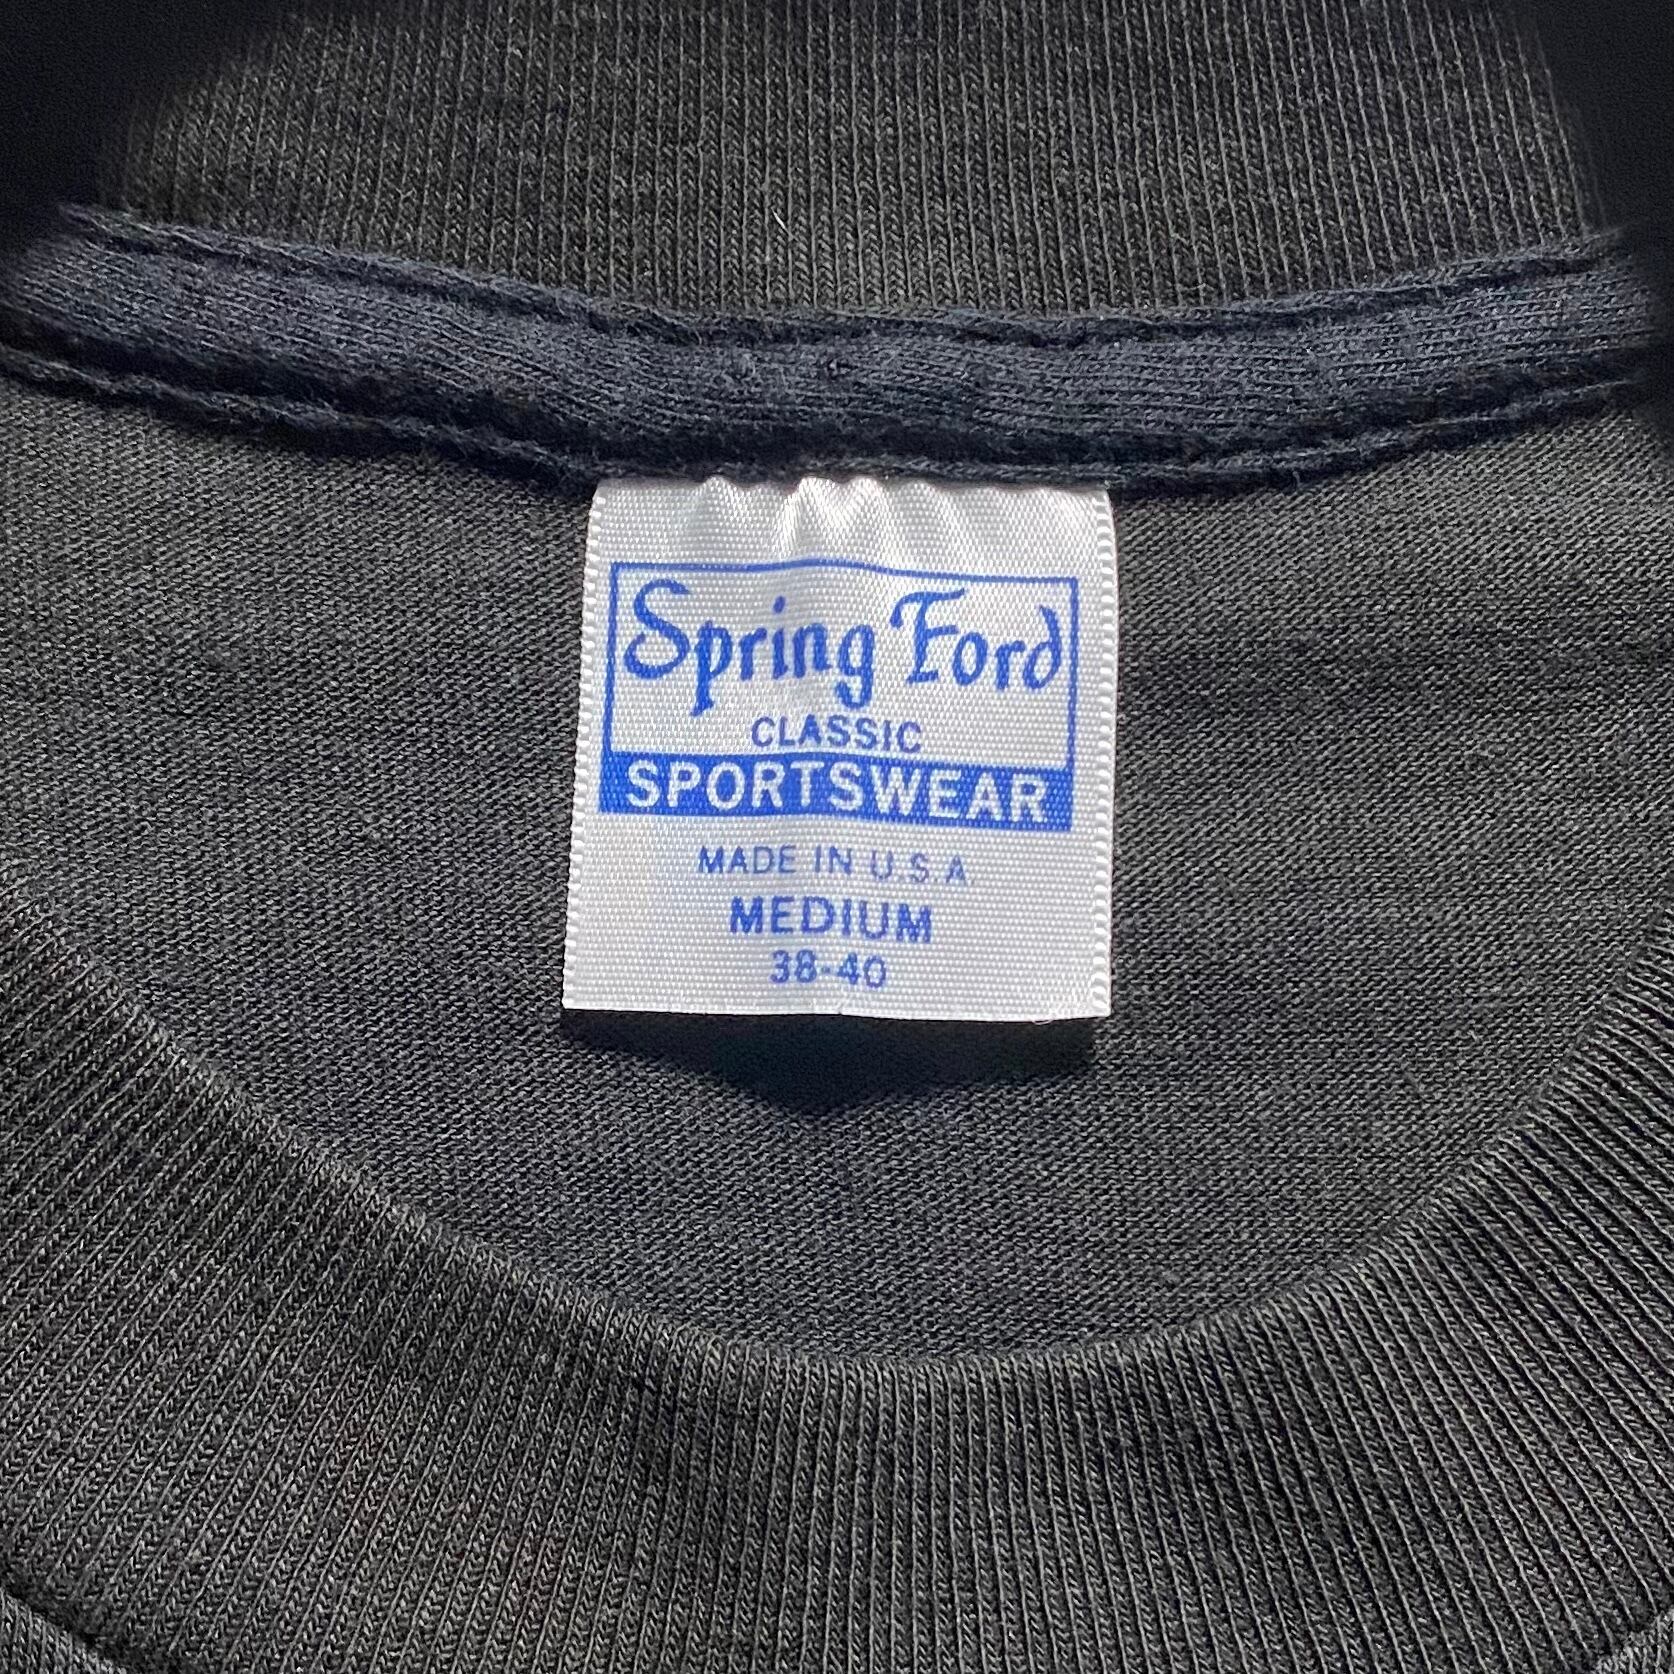 Spring Ford
CLASSIC
SPORTSWEAR
MADE IN U.S.A.
MEDIUM
38-40